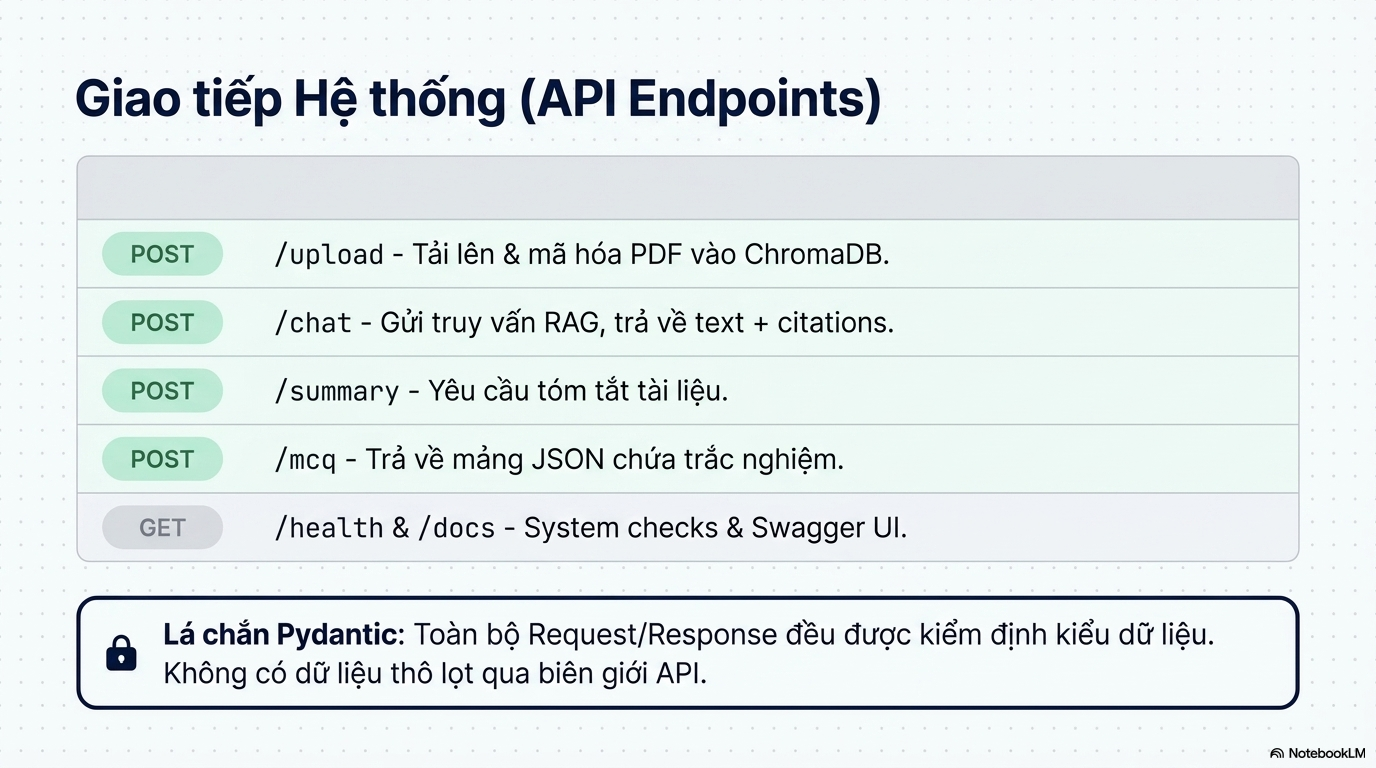 Giao tiếp Hệ thống (API Endpoints)
POST /upload - Tải lên & mã hóa PDF vào ChromaDB.
POST /chat - Gửi truy vấn RAG, trả về text + citations.
POST /summary - Yêu cầu tóm tắt tài liệu.
POST /mcq - Trả về mảng JSON chứa trắc nghiệm.
GET /health & /docs - System checks & Swagger UI.
Lá chắn Pydantic: Toàn bộ Request/Response đều được kiểm định kiểu dữ liệu.
Không có dữ liệu thô lọt qua biên giới API.
NotebookLM